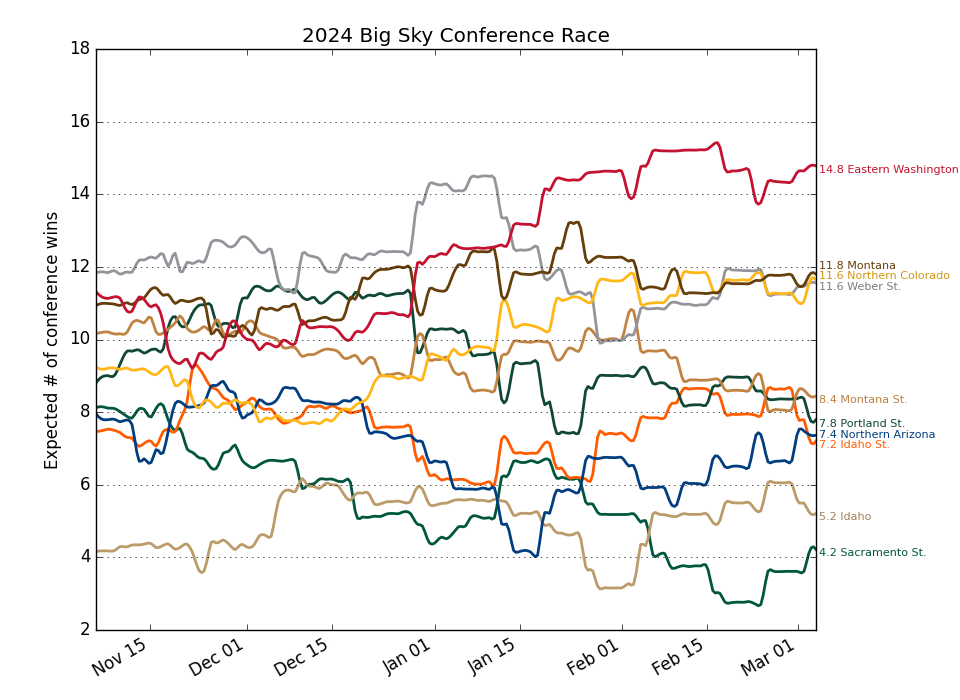 2024 Big Sky Conference Race
Expected # of conference wins
18
16
14
12
10
8
6
4
2
14.8 Eastern Washington
11.8 Montana
11.6 Northern Colorado
11.6 Weber St.
8.4 Montana St.
7.8 Portland St.
7.4 Northern Arizona
7.2 Idaho St.
5.2 Idaho
4.2 Sacramento St.
Nov 15
Dec 01
Dec 15
Jan 01
Jan 15
Feb 01
Feb 15
Mar 01